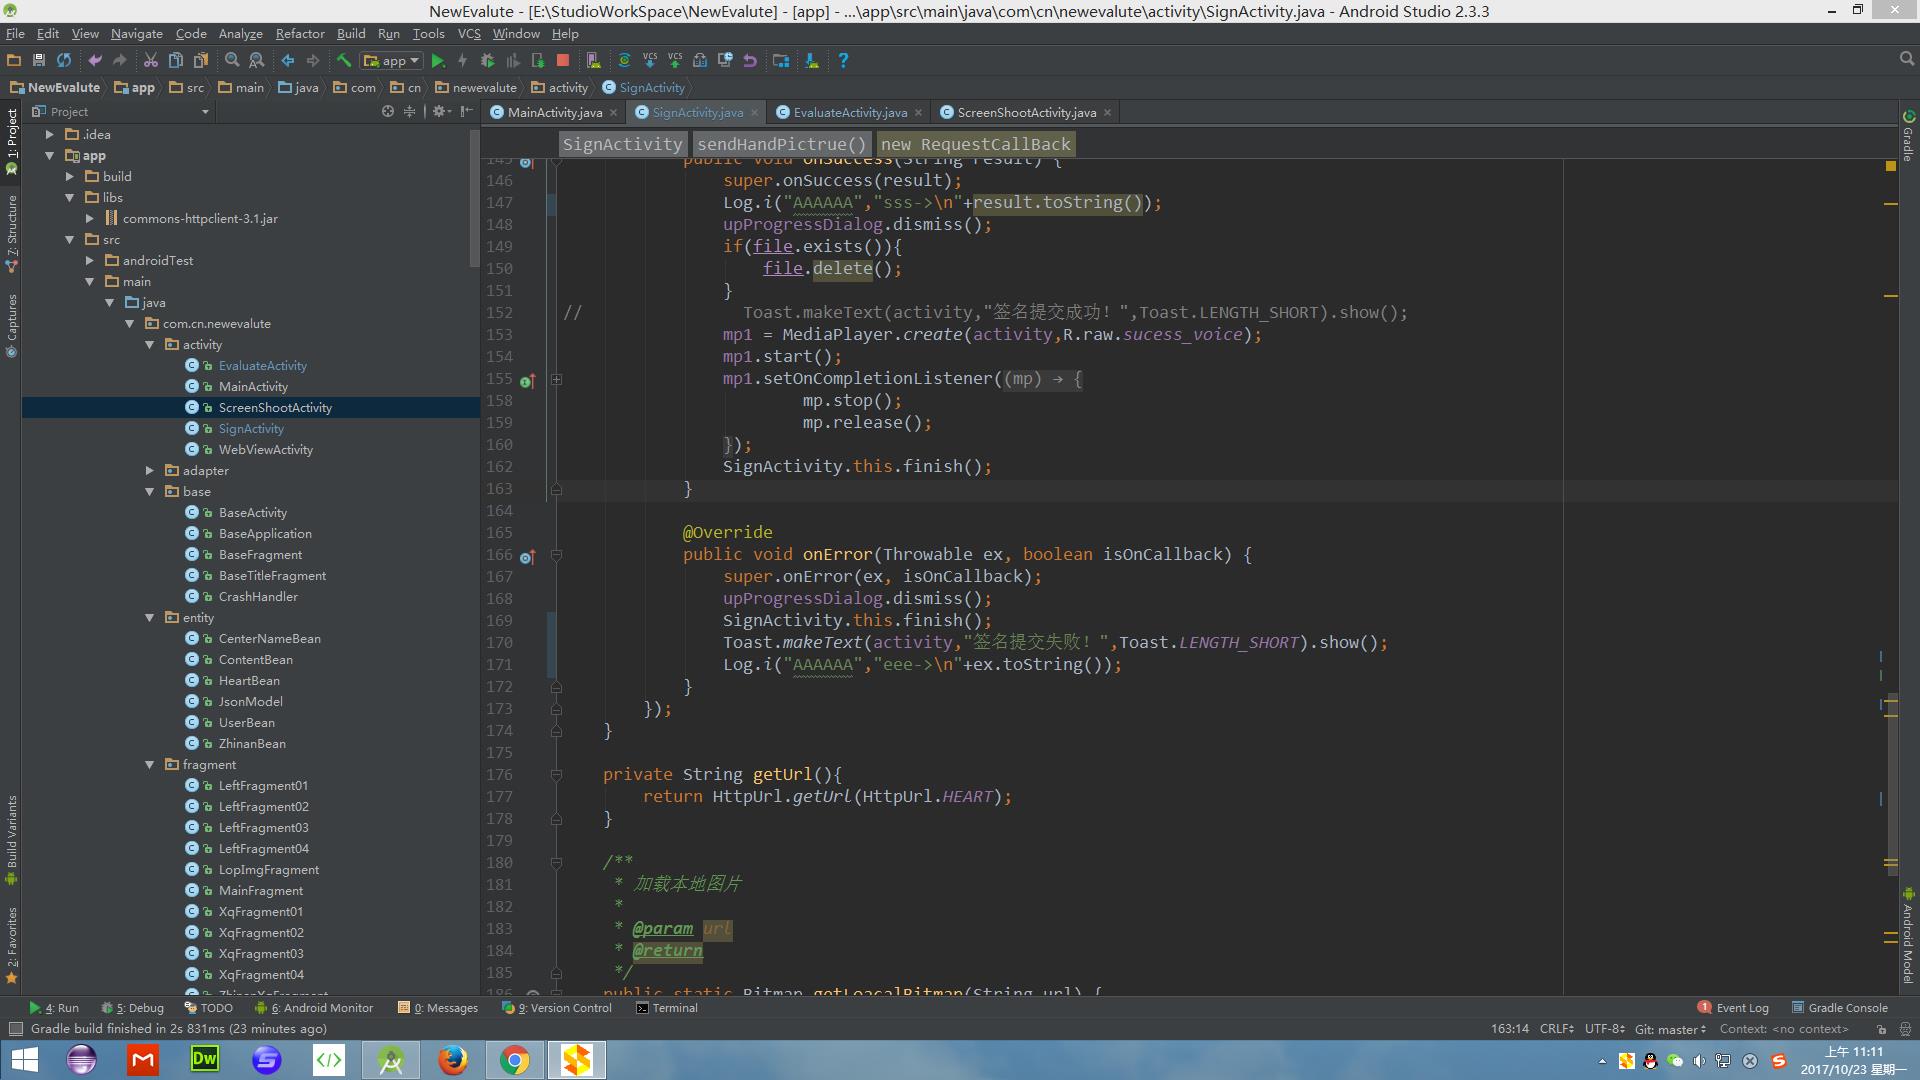 NewEvalute - [E:\StudioWorkSpace\NewEvalute] - [app] - ...\app\src\main\java\com\cn\newevalute\activity\SignActivity.java - Android Studio 2.3.3
File Edit View Navigate Code Analyze Refactor Build Run Tools VCS Window Help
app
NewEvalute app src main java com cn newevalute activity SignActivity
Project
MainActivity.java SignActivity.java EvaluateActivity.java ScreenShootActivity.java
SignActivity sendHandPictrue() new RequestCallBack
1: Project
7: Structure
Captures
Build Variants
2: Favorites
.idea
app
build
libs
commons-httpclient-3.1.jar
src
androidTest
main
java
com.cn.newevalute
activity
EvaluateActivity
MainActivity
ScreenShootActivity
SignActivity
WebViewActivity
adapter
base
BaseActivity
BaseApplication
BaseFragment
BaseTitleFragment
CrashHandler
entity
CenterNameBean
ContentBean
HeartBean
JsonModel
UserBean
ZhinanBean
fragment
LeftFragment01
LeftFragment02
LeftFragment03
LeftFragment04
LopImgFragment
MainFragment
XqFragment01
XqFragment02
XqFragment03
XqFragment04
ZhinanXqFragment
145 public void onSuccess(String result) {
146 super.onSuccess(result);
147 Log.i("AAAAAA","sss->\n"+result.toString());
148 upProgressDialog.dismiss();
149 if(file.exists()){
150 file.delete();
151 }
152 // Toast.makeText(activity,"签名提交成功！",Toast.LENGTH_SHORT).show();
153 mp1 = MediaPlayer.create(activity,R.raw.sucess_voice);
154 mp1.start();
155 mp1.setOnCompletionListener((mp) → {
158 mp.stop();
159 mp.release();
160 });
162 SignActivity.this.finish();
163 }
164
165 @Override
166 public void onError(Throwable ex, boolean isOnCallback) {
167 super.onError(ex, isOnCallback);
168 upProgressDialog.dismiss();
169 SignActivity.this.finish();
170 Toast.makeText(activity,"签名提交失败！",Toast.LENGTH_SHORT).show();
171 Log.i("AAAAAA","eee->\n"+ex.toString());
172 }
173 });
174 }
175
176 private String getUrl(){
177 return HttpUrl.getUrl(HttpUrl.HEART);
178 }
179
180 /**
181 * 加载本地图片
182 *
183 * @param url
184 * @return
185 */
186 public static Bitmap getLoacalBitmap(String url) {
Gradle
Android Model
4: Run 5: Debug TODO 6: Android Monitor 0: Messages 9: Version Control Terminal 1 Event Log Gradle Console
Gradle build finished in 2s 831ms (23 minutes ago) 163:14 CRLF UTF-8 Git: master Context: <no context>
上午 11:11
2017/10/23 星期一